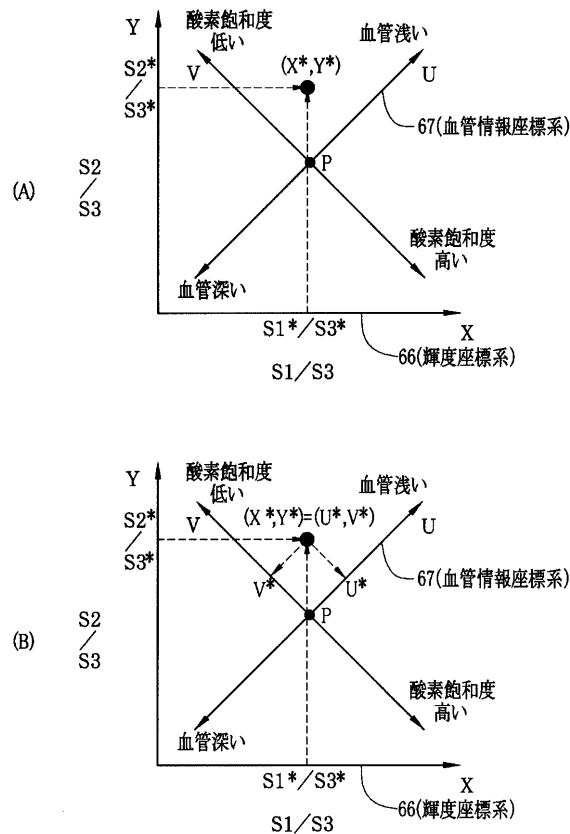 Y
酸素飽和度
低い
血管浅い
S2*／S3*
V
(X*,Y*)
U
67(血管情報座標系)
(A)
S2／S3
P
酸素飽和度
高い
血管深い
S1*／S3*
X
66(輝度座標系)
S1／S3
Y
酸素飽和度
低い
血管浅い
S2*／S3*
V
(X*,Y*)=(U*,V*)
U
67(血管情報座標系)
V*
U*
(B)
S2／S3
P
酸素飽和度
高い
血管深い
S1*／S3*
X
66(輝度座標系)
S1／S3